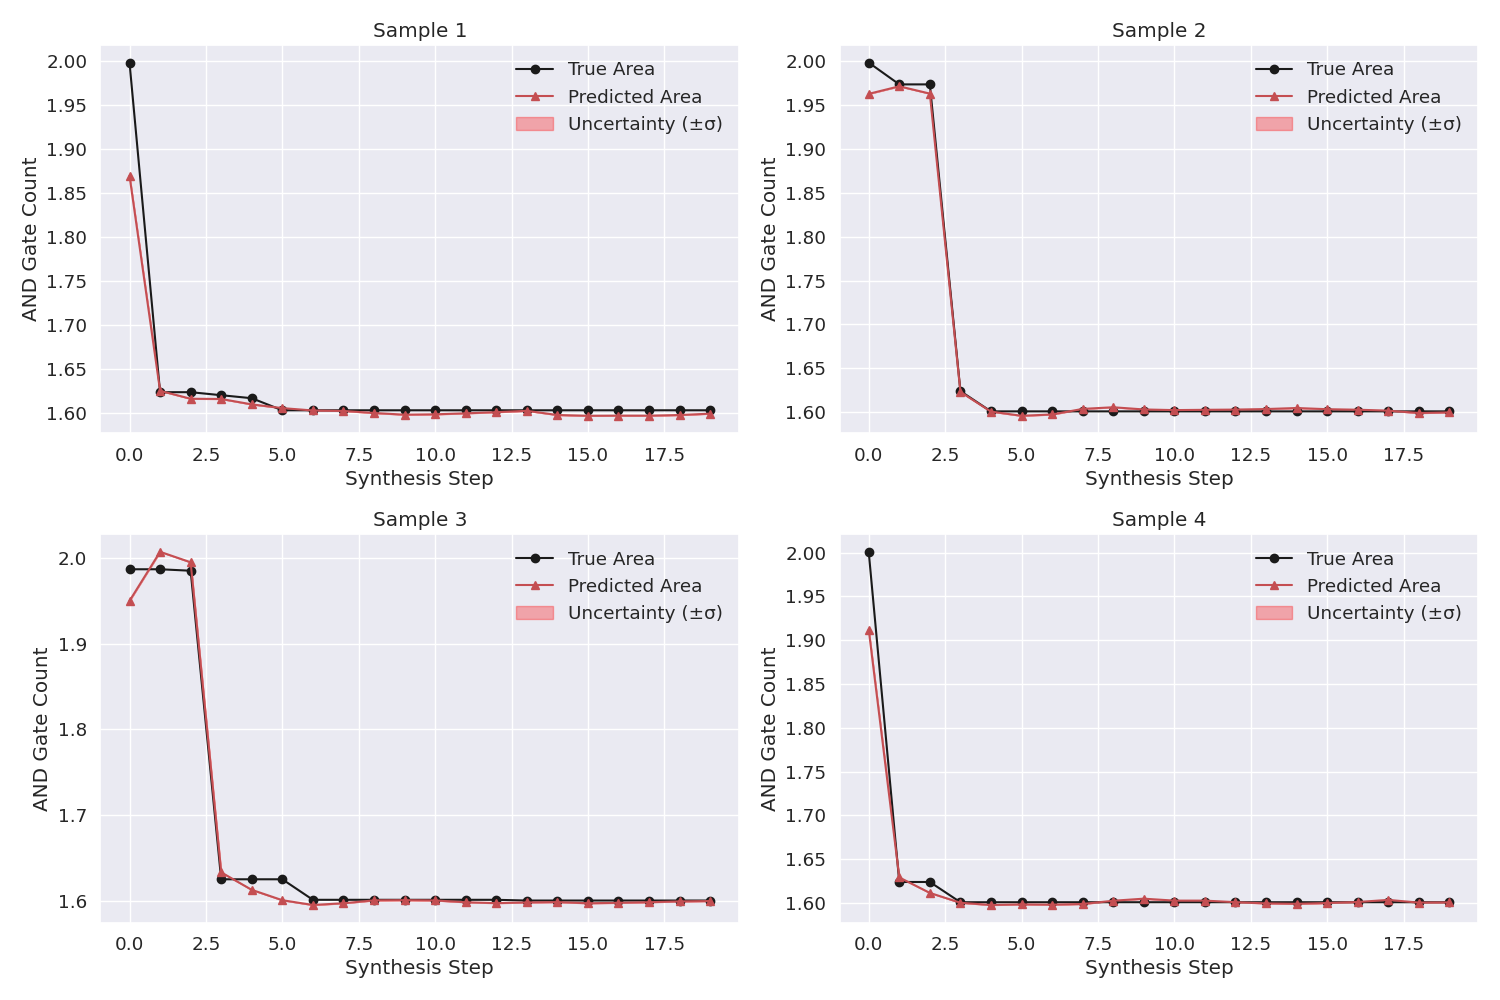 Sample 1
True Area
Predicted Area
Uncertainty (±σ)
AND Gate Count
2.00
1.95
1.90
1.85
1.80
1.75
1.70
1.65
1.60
0.0 2.5 5.0 7.5 10.0 12.5 15.0 17.5
Synthesis Step
Sample 2
True Area
Predicted Area
Uncertainty (±σ)
AND Gate Count
2.00
1.95
1.90
1.85
1.80
1.75
1.70
1.65
1.60
0.0 2.5 5.0 7.5 10.0 12.5 15.0 17.5
Synthesis Step
Sample 3
True Area
Predicted Area
Uncertainty (±σ)
AND Gate Count
2.0
1.9
1.8
1.7
1.6
0.0 2.5 5.0 7.5 10.0 12.5 15.0 17.5
Synthesis Step
Sample 4
True Area
Predicted Area
Uncertainty (±σ)
AND Gate Count
2.00
1.95
1.90
1.85
1.80
1.75
1.70
1.65
1.60
0.0 2.5 5.0 7.5 10.0 12.5 15.0 17.5
Synthesis Step